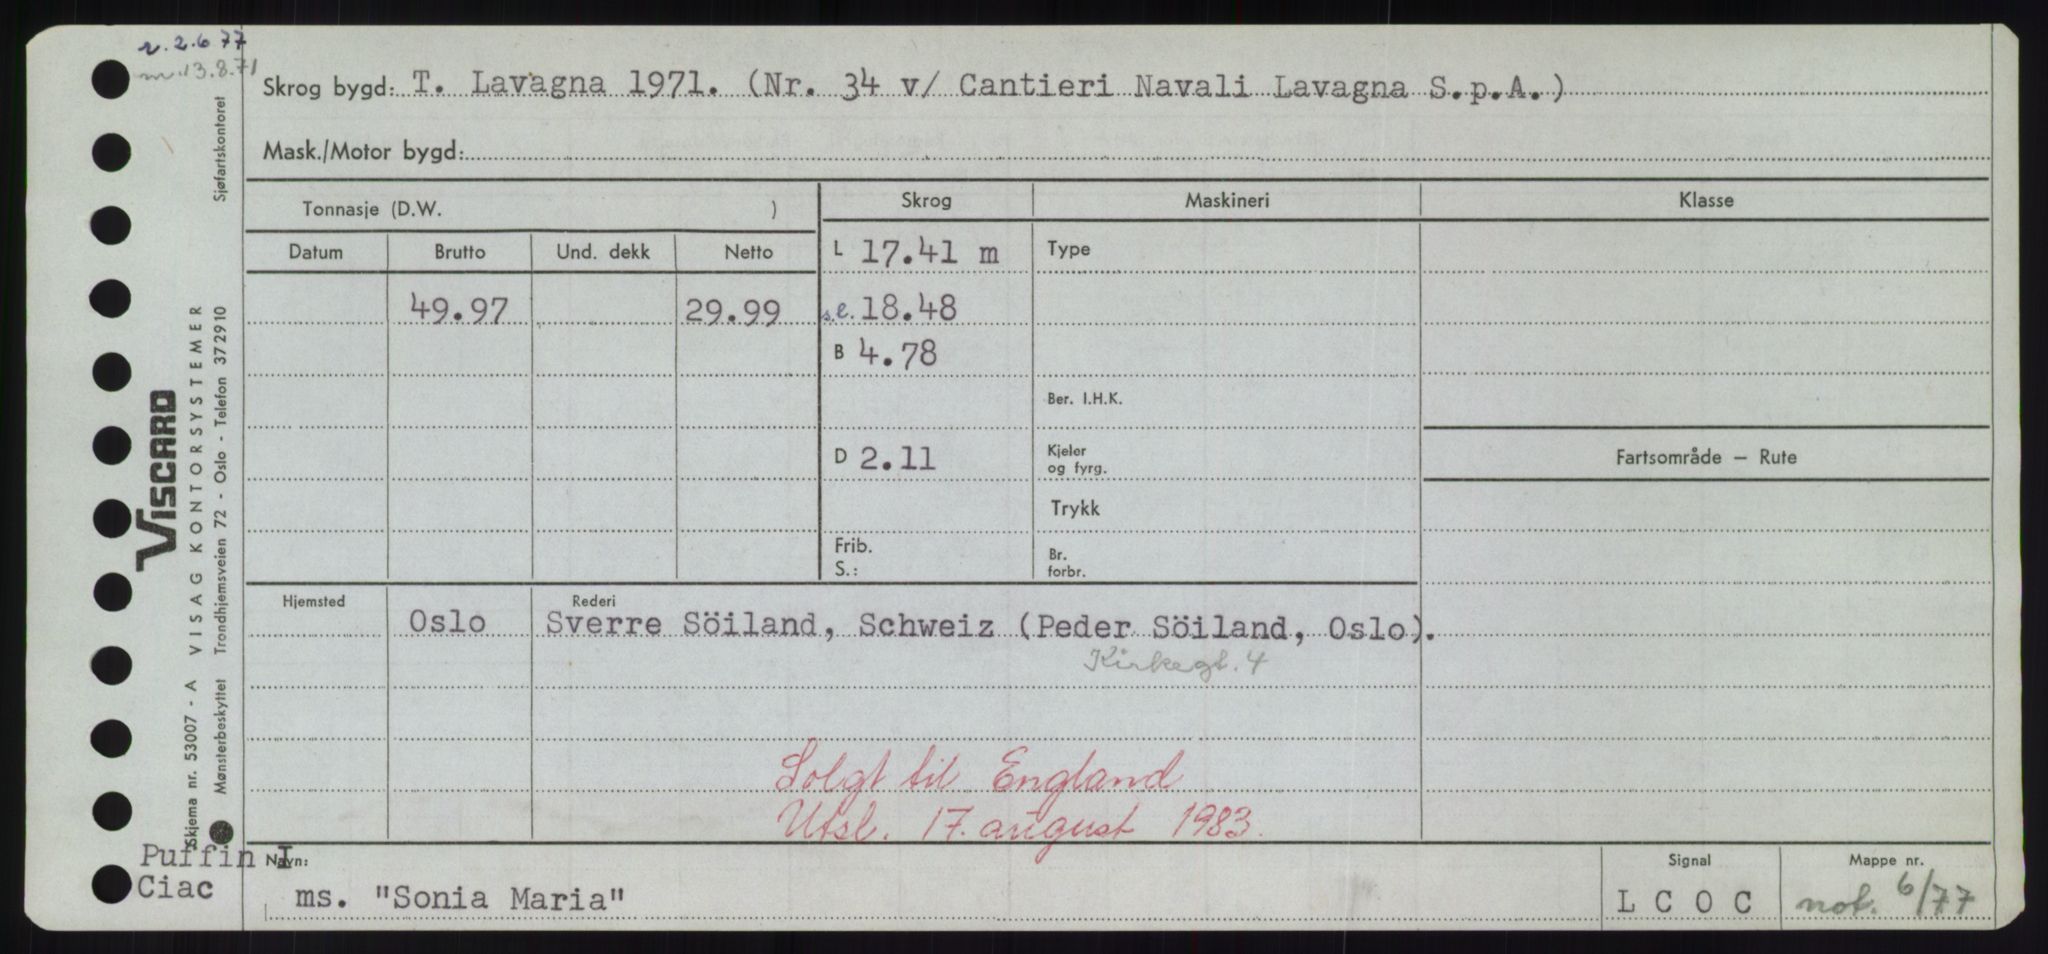 r. 2.6 77
m. 13.8.71
Skrog bygd: T. Lavagna 1971. (Nr. 34 v/ Cantieri Navali Lavagna S.p.A.)
Mask./Motor bygd:
Tonnasje (D.W. )
Skrog Maskineri Klasse
Datum Brutto Und. dekk Netto
L 17.41 m Type
49.97 29.99 s.l. 18.48
B 4.78
Ber. I.H.K.
D 2.11 Kjeler og fyrg.
Fartsområde – Rute
Trykk
Frib. S.: Br. forbr.
Hjemsted Rederi
Oslo Sverre Söiland, Schweiz (Peder Söiland, Oslo).
Kirkegt. 4
Solgt til England
Utsl. 17. august 1983.
Puffin I
Ciac
Navn:
ms. "Sonia Maria"
Signal
L C O C
Mappe nr.
not. 6/77
Sjøfartskontoret
VISCARD
VISAG KONTORSYSTEMER
Trondhjemsveien 72 - Oslo - Telefon 372910
Skjema nr. 53007 - A
Mønsterbeskyttet